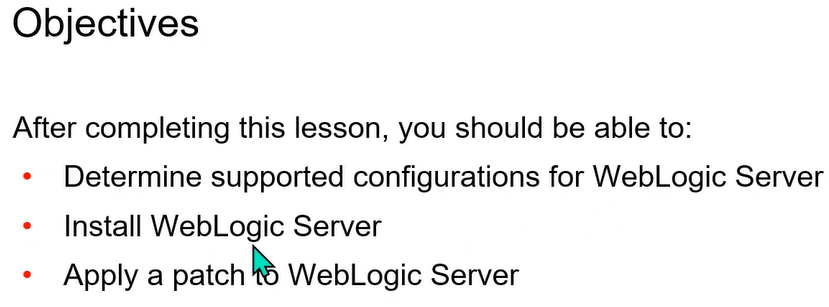 Objectives
After completing this lesson, you should be able to:
• Determine supported configurations for WebLogic Server
• Install WebLogic Server
• Apply a patch to WebLogic Server